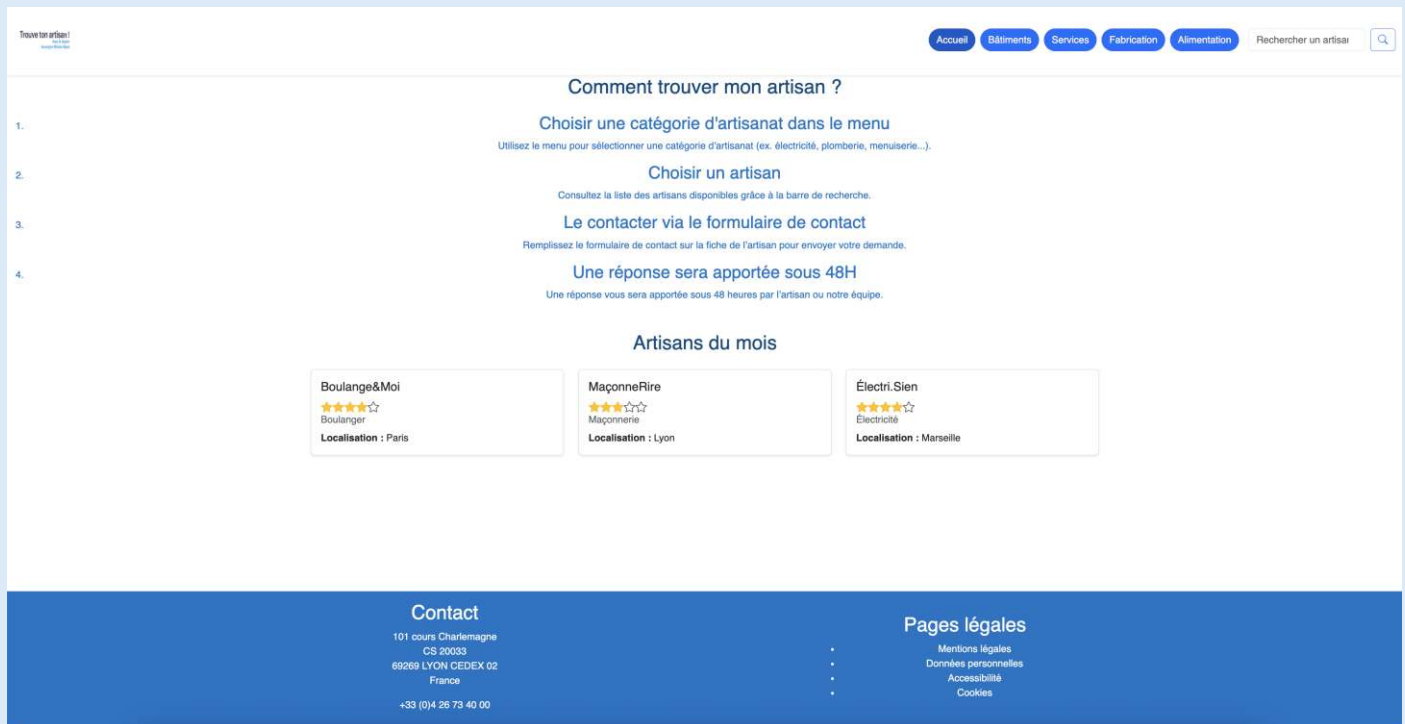 Trouve ton artisan !
Accueil
Bâtiments
Services
Fabrication
Alimentation
Rechercher un artisa
Comment trouver mon artisan ?
1.
Choisir une catégorie d'artisanat dans le menu
Utilisez le menu pour sélectionner une catégorie d'artisanat (ex. électricité, plomberie, menuiserie...).
2.
Choisir un artisan
Consultez la liste des artisans disponibles grâce à la barre de recherche.
3.
Le contacter via le formulaire de contact
Remplissez le formulaire de contact sur la fiche de l'artisan pour envoyer votre demande.
4.
Une réponse sera apportée sous 48H
Une réponse vous sera apportée sous 48 heures par l'artisan ou notre équipe.
Artisans du mois
Boulange&Moi
Boulanger
Localisation : Paris
MaçonneRire
Maçonnerie
Localisation : Lyon
Électri.Sien
Électricité
Localisation : Marseille
Contact
101 cours Charlemagne
CS 20033
69269 LYON CEDEX 02
France
+33 (0)4 26 73 40 00
Pages légales
Mentions légales
Données personnelles
Accessibilité
Cookies